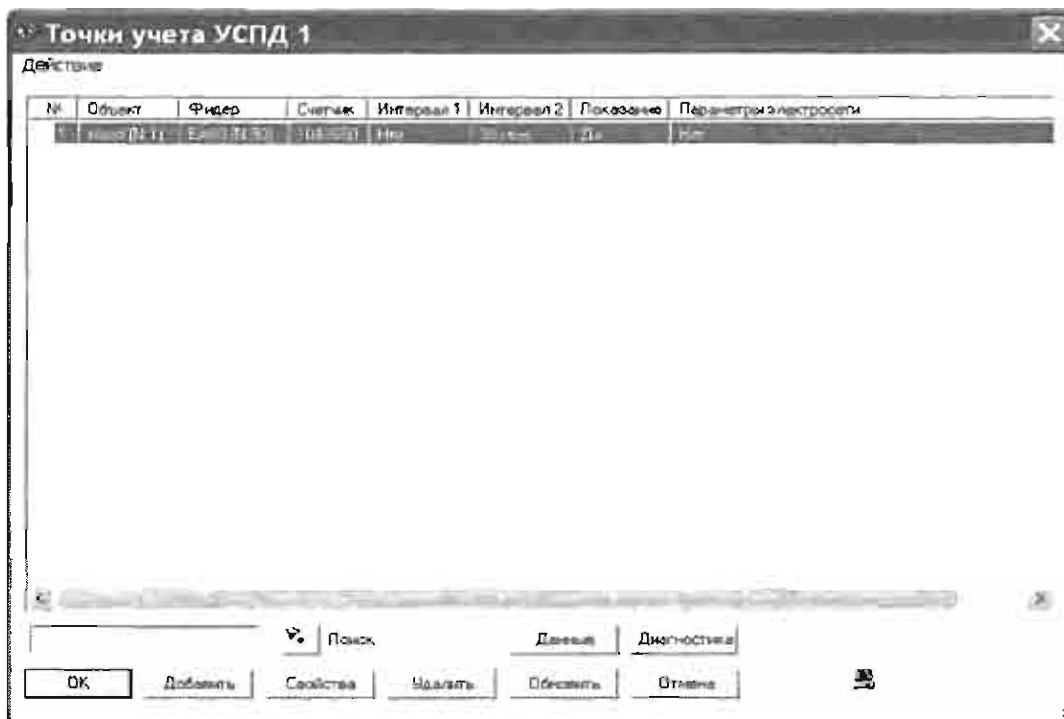 Точки учета УСПД 1
Действие
№ Объект Фидер Счетчик Интервал 1 Интервал 2 Показание Параметры электросети
Нет Да Нет
Поиск Данные Диагностика
ОК Добавить Свойства Удалить Обновить Отмена